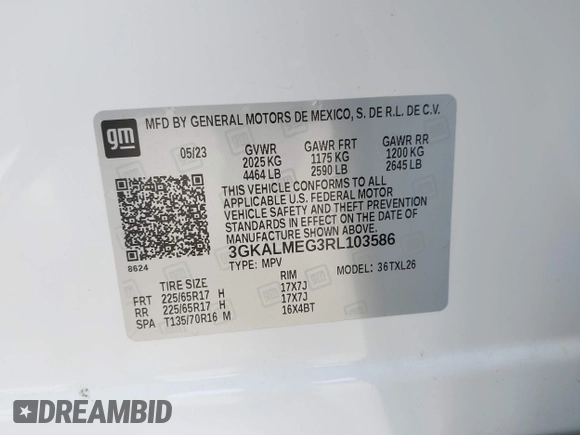 gm
MFD BY GENERAL MOTORS DE MEXICO, S. DE R.L. DE C.V.
05/23 GVWR GAWR FRT GAWR RR
2025 KG 1175 KG 1200 KG
4464 LB 2590 LB 2645 LB
THIS VEHICLE CONFORMS TO ALL
APPLICABLE U.S. FEDERAL MOTOR
VEHICLE SAFETY AND THEFT
PREVENTION STANDARDS IN EFFECT
ON THE DATE OF MANUFACTURE
SHOWN ABOVE.
3GKALMEG3RL103586
8624 TYPE: MPV MODEL: 36TXL26
TIRE SIZE RIM
FRT 225/65R17 H 17X7J
RR 225/65R17 H 17X7J
SPA T135/70R16 M 16X4BT
DREAMBID